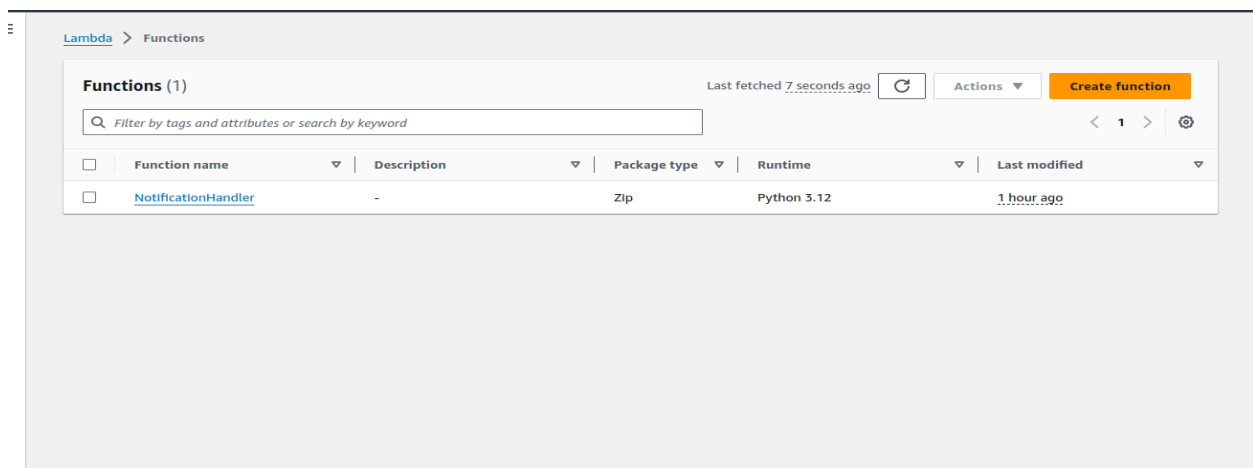 Lambda > Functions
Functions (1)
Last fetched 7 seconds ago
Actions
Create function
Filter by tags and attributes or search by keyword
1
Function name Description Package type Runtime Last modified
NotificationHandler - Zip Python 3.12 1 hour ago